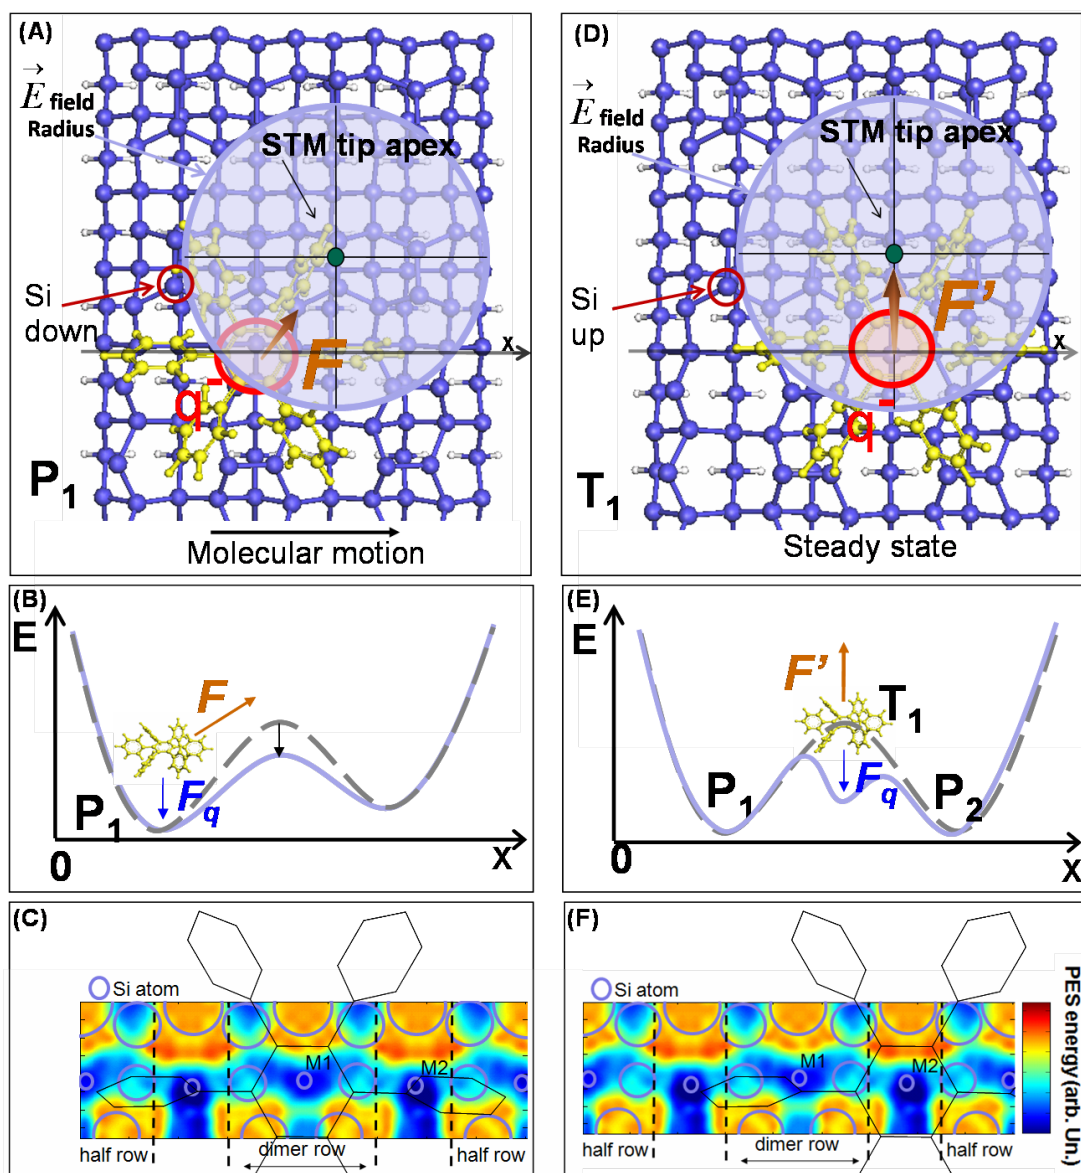 (A)
E field
Radius
STM tip apex
Si
down
F
x
q-
P1
Molecular motion
(D)
E field
Radius
STM tip apex
Si
up
F'
x
q-
T1
Steady state
(B)
E
F
P1
Fq
0
X
(E)
E
F'
T1
P1
Fq
P2
0
X
(C)
Si atom
M1
M2
half row
dimer row
half row
(F)
Si atom
M1
M2
half row
dimer row
half row
PES energy(arb. Un.)